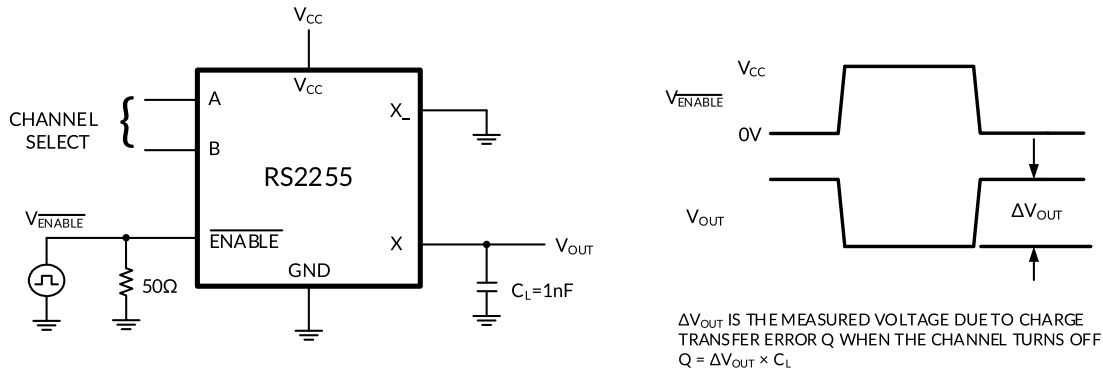 VCC
VCC
A
CHANNEL
SELECT
B
X_
RS2255
VENABLE
ENABLE
X
VOUT
50Ω
GND
CL=1nF
VCC
VENABLE
0V
VOUT
ΔVOUT
ΔVOUT IS THE MEASURED VOLTAGE DUE TO CHARGE
TRANSFER ERROR Q WHEN THE CHANNEL TURNS OFF
Q = ΔVOUT × CL